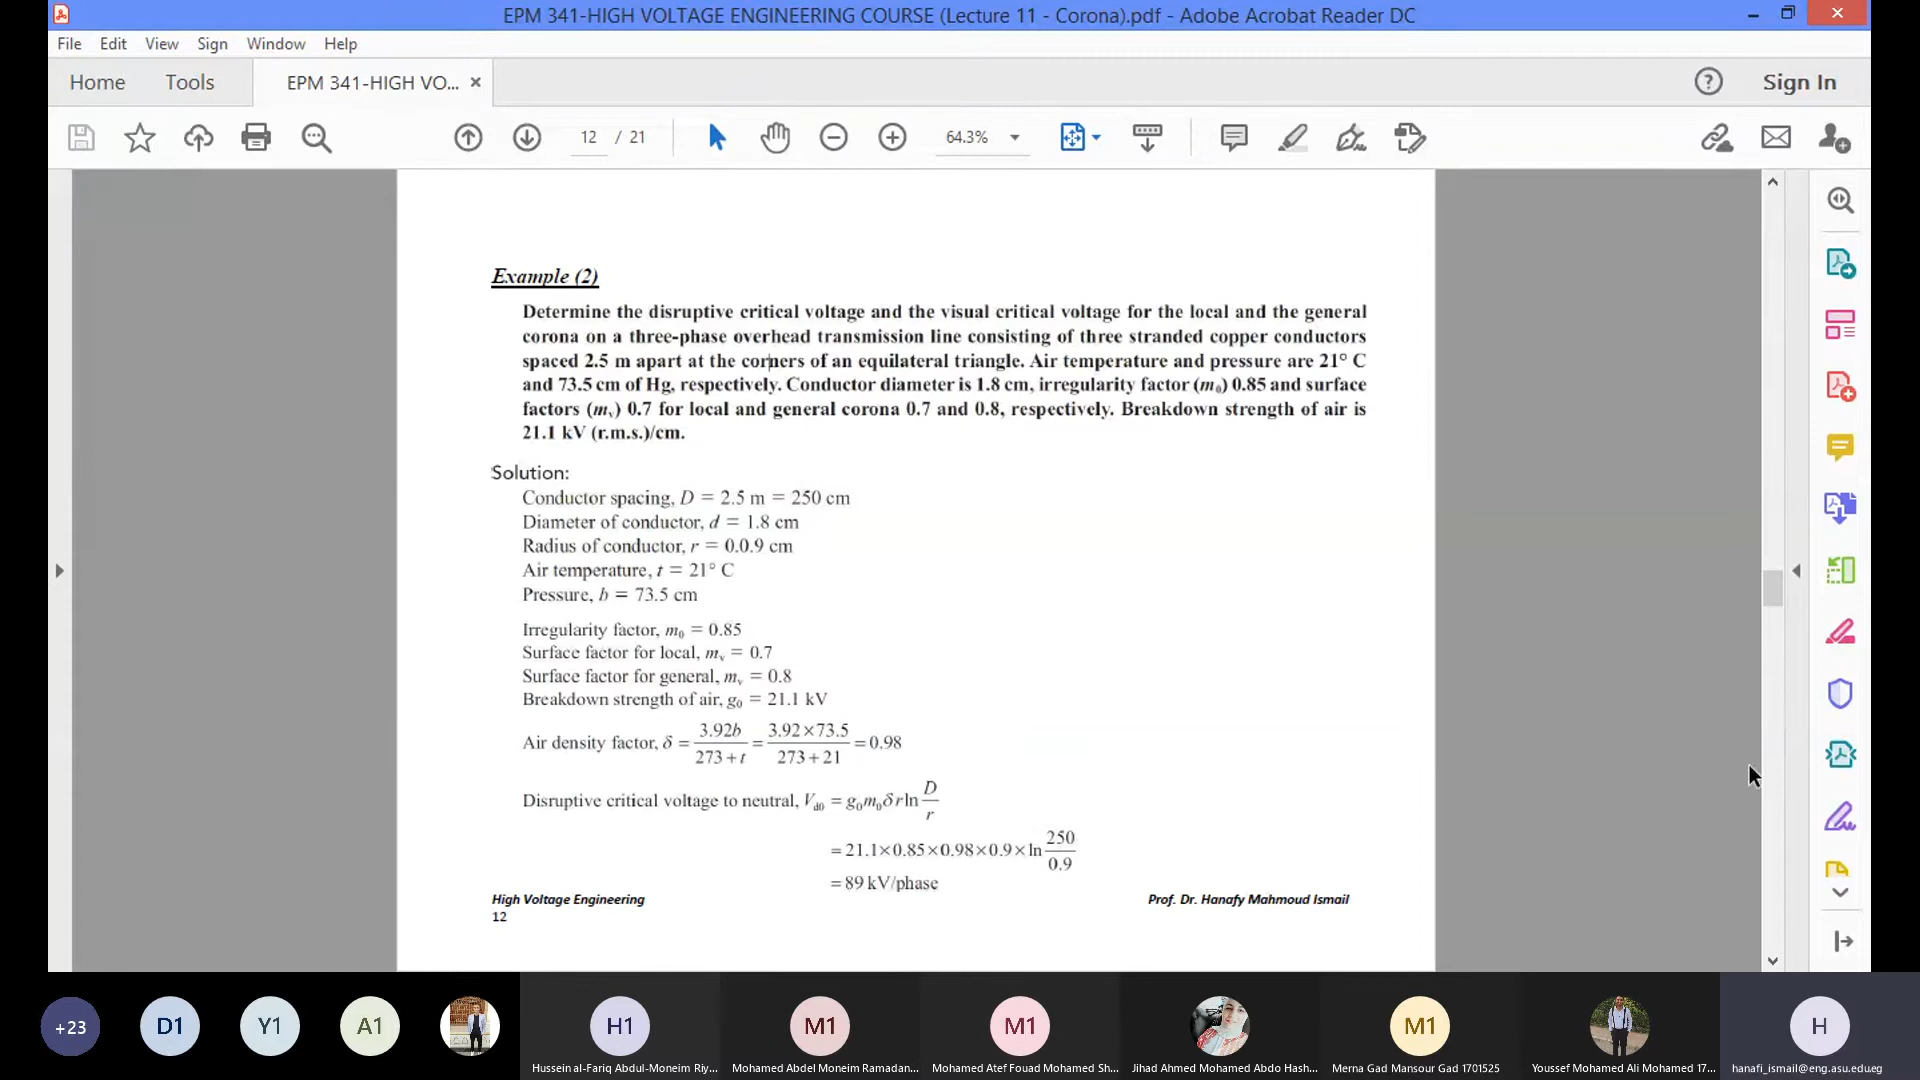 EPM 341-HIGH VOLTAGE ENGINEERING COURSE (Lecture 11 - Corona).pdf - Adobe Acrobat Reader DC
File Edit View Sign Window Help
Home Tools EPM 341-HIGH VO... × Sign In
12 / 21 64.3%
Example (2)
Determine the disruptive critical voltage and the visual critical voltage for the local and the general
corona on a three-phase overhead transmission line consisting of three stranded copper conductors
spaced 2.5 m apart at the corners of an equilateral triangle. Air temperature and pressure are 21° C
and 73.5 cm of Hg, respectively. Conductor diameter is 1.8 cm, irregularity factor (m₀) 0.85 and surface
factors (mᵥ) 0.7 for local and general corona 0.7 and 0.8, respectively. Breakdown strength of air is
21.1 kV (r.m.s.)/cm.
Solution:
Conductor spacing, D = 2.5 m = 250 cm
Diameter of conductor, d = 1.8 cm
Radius of conductor, r = 0.0.9 cm
Air temperature, t = 21° C
Pressure, b = 73.5 cm
Irregularity factor, m₀ = 0.85
Surface factor for local, mᵥ = 0.7
Surface factor for general, mᵥ = 0.8
Breakdown strength of air, g₀ = 21.1 kV
Air density factor, δ = 3.92b / 273 + t = 3.92 × 73.5 / 273 + 21 = 0.98
Disruptive critical voltage to neutral, V_d0 = g₀m₀δr ln D / r
= 21.1×0.85×0.98×0.9×ln 250 / 0.9
= 89 kV/phase
High Voltage Engineering Prof. Dr. Hanafy Mahmoud Ismail
12
+23 D1 Y1 A1 H1 M1 M1 M1 H
Hussein al-Fariq Abdul-Moneim Riy... Mohamed Abdel Moneim Ramadan... Mohamed Atef Fouad Mohamed Sh... Jihad Ahmed Mohamed Abdo Hash... Merna Gad Mansour Gad 1701525 Youssef Mohamed Ali Mohamed 17... hanafi_ismail@eng.asu.edu.eg